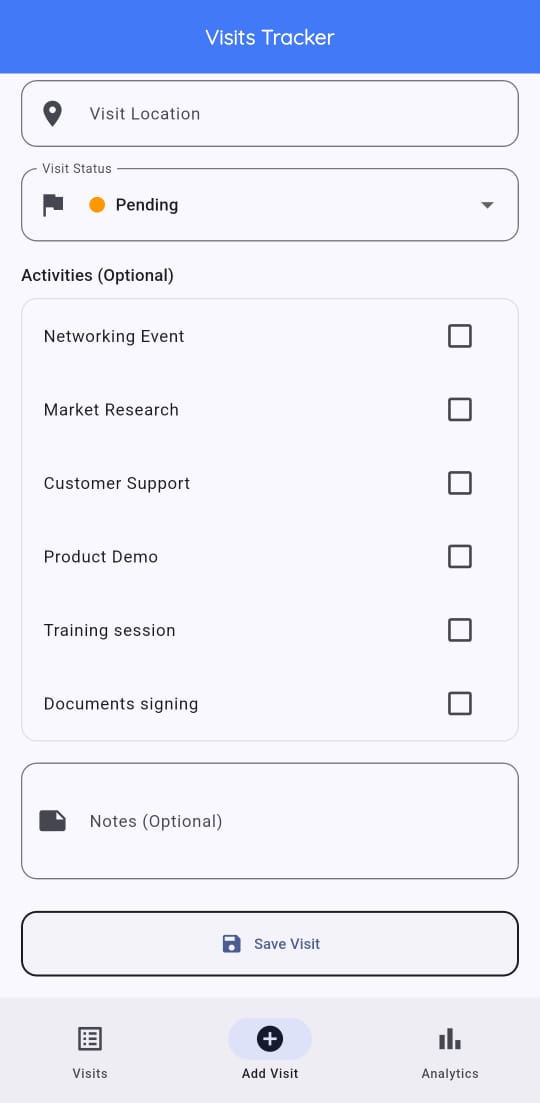 Visits Tracker
Visit Location
Visit Status
Pending
Activities (Optional)
Networking Event
Market Research
Customer Support
Product Demo
Training session
Documents signing
Notes (Optional)
Save Visit
Visits
Add Visit
Analytics